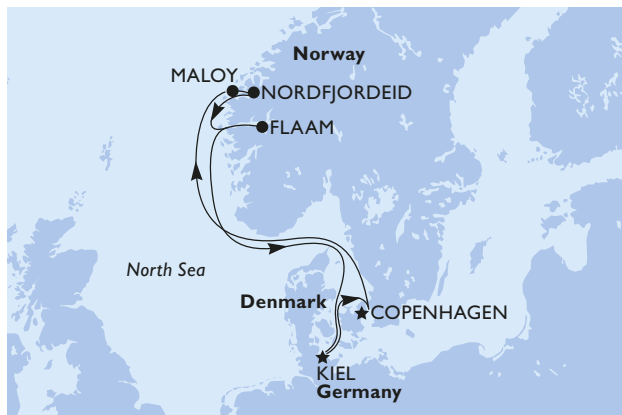 Norway
MALOY
NORDFJORDEID
FLAAM
North Sea
Denmark
COPENHAGEN
KIEL
Germany